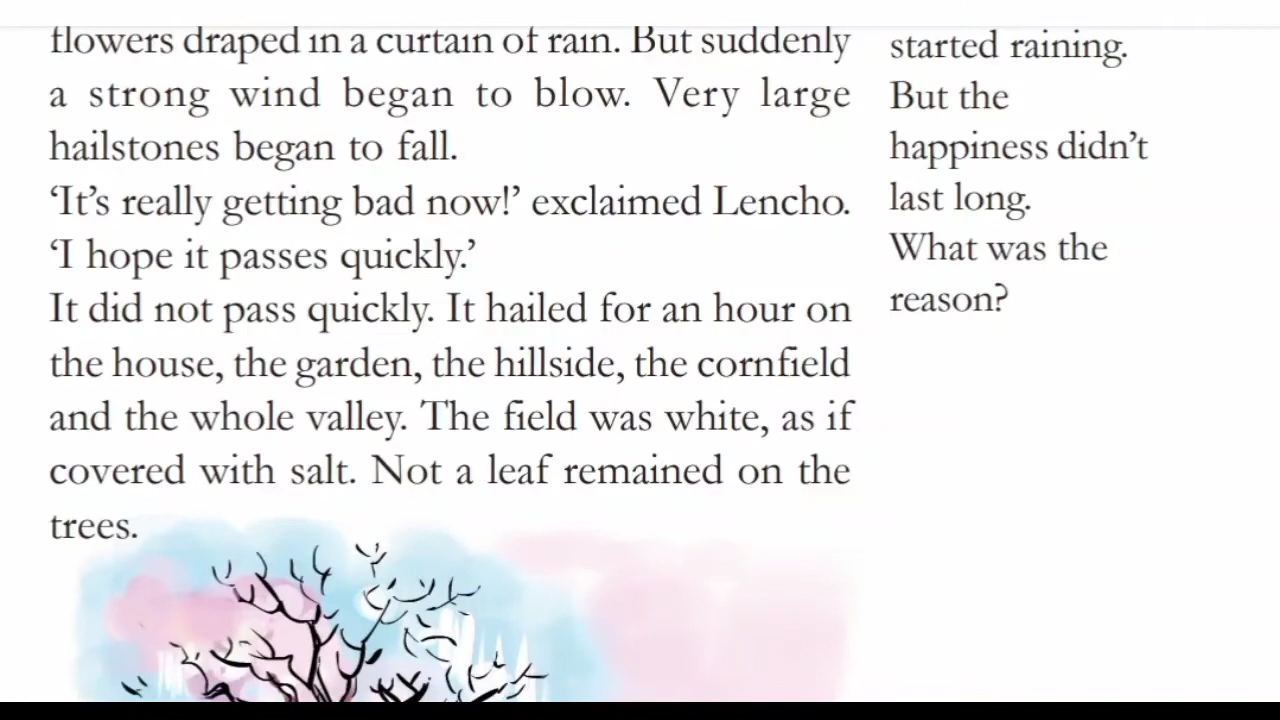 flowers draped in a curtain of rain. But suddenly
a strong wind began to blow. Very large
hailstones began to fall.
‘It’s really getting bad now!’ exclaimed Lencho.
‘I hope it passes quickly.’
It did not pass quickly. It hailed for an hour on
the house, the garden, the hillside, the cornfield
and the whole valley. The field was white, as if
covered with salt. Not a leaf remained on the
trees.
started raining.
But the
happiness didn’t
last long.
What was the
reason?